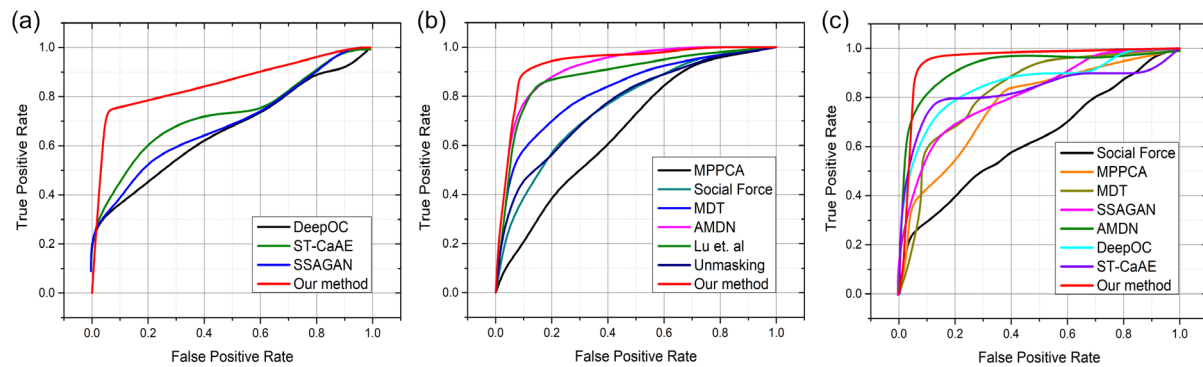 (a)
1.0
0.8
0.6
0.4
0.2
0.0
True Positive Rate
DeepOC
ST-CaAE
SSAGAN
Our method
0.0 0.2 0.4 0.6 0.8 1.0
False Positive Rate
(b)
1.0
0.8
0.6
0.4
0.2
0.0
True Positive Rate
MPPCA
Social Force
MDT
AMDN
Lu et. al
Unmasking
Our method
0.0 0.2 0.4 0.6 0.8 1.0
False Positive Rate
(c)
1.0
0.8
0.6
0.4
0.2
0.0
True Positive Rate
Social Force
MPPCA
MDT
SSAGAN
AMDN
DeepOC
ST-CaAE
Our method
0.0 0.2 0.4 0.6 0.8 1.0
False Positive Rate